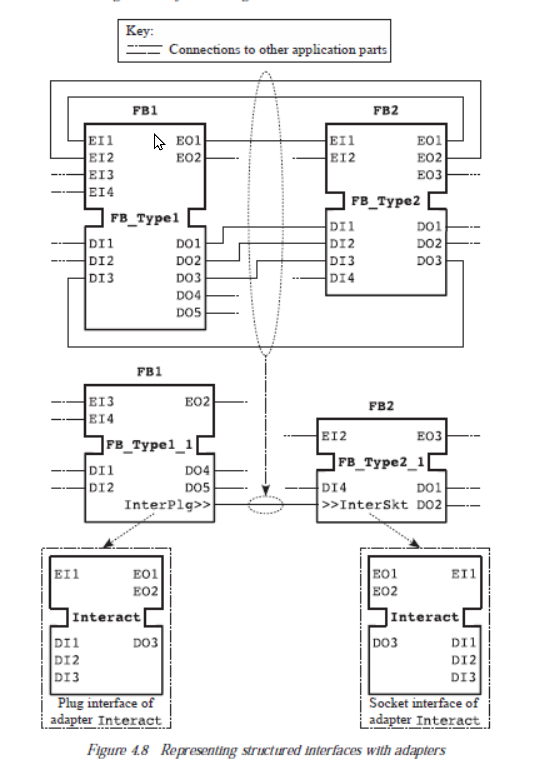 Key:
Connections to other application parts
FB1 FB2
EI1 EO1 EI1 EO1
EI2 EO2 EI2 EO2
EI3 EO3
EI4
FB_Type1 FB_Type2
DI1 DO1 DI1 DO1
DI2 DO2 DI2 DO2
DI3 DO3 DI3 DO3
DO4 DI4
DO5
FB1
EI3 EO2
EI4
FB_Type1_1
DI1 DO4
DI2 DO5
InterPlg>>
FB2
EI2 EO3
FB_Type2_1
DI4 DO1
>>InterSkt DO2
EI1 EO1
EO2
Interact
DI1 DO3
DI2
DI3
Plug interface of
adapter Interact
EO1 EI1
EO2
Interact
DO3 DI1
DI2
DI3
Socket interface of
adapter Interact
Figure 4.8 Representing structured interfaces with adapters